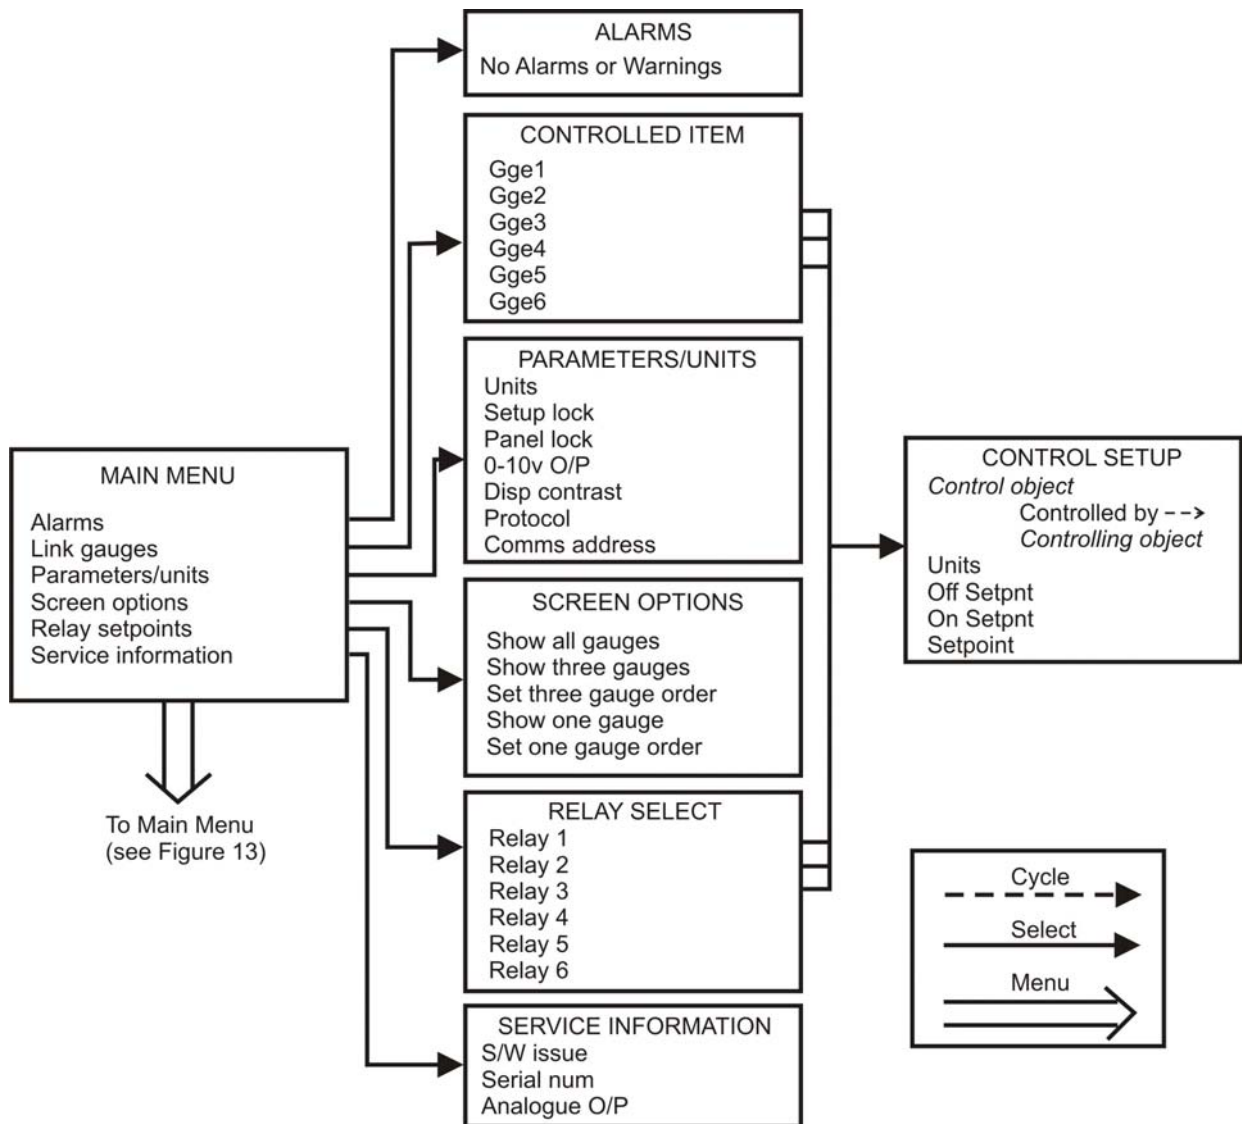 ALARMS
No Alarms or Warnings
CONTROLLED ITEM
Gge1
Gge2
Gge3
Gge4
Gge5
Gge6
PARAMETERS/UNITS
Units
Setup lock
Panel lock
0-10v O/P
Disp contrast
Protocol
Comms address
MAIN MENU
Alarms
Link gauges
Parameters/units
Screen options
Relay setpoints
Service information
To Main Menu
(see Figure 13)
SCREEN OPTIONS
Show all gauges
Show three gauges
Set three gauge order
Show one gauge
Set one gauge order
RELAY SELECT
Relay 1
Relay 2
Relay 3
Relay 4
Relay 5
Relay 6
SERVICE INFORMATION
S/W issue
Serial num
Analogue O/P
CONTROL SETUP
Control object
Controlled by -->
Controlling object
Units
Off Setpnt
On Setpnt
Setpoint
Cycle
Select
Menu